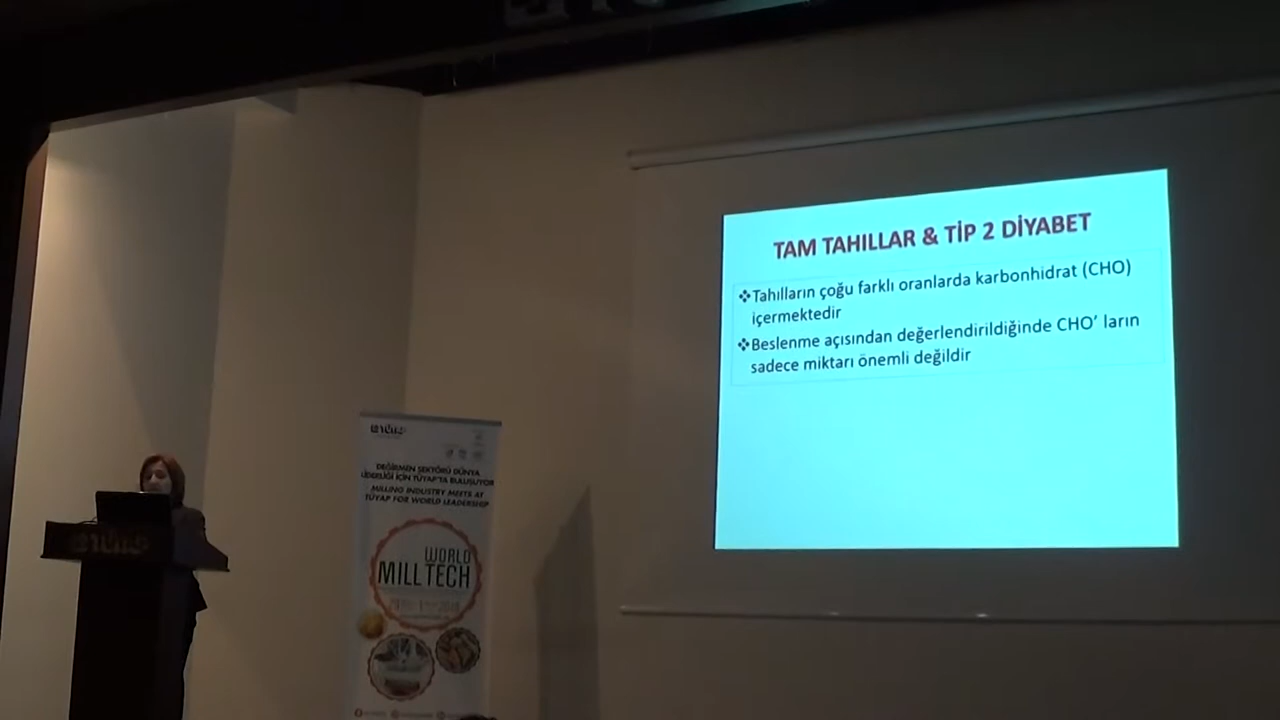 TAM TAHILLAR & TİP 2 DİYABET
❖Tahılların çoğu farklı oranlarda karbonhidrat (CHO)
içermektedir
❖Beslenme açısından değerlendirildiğinde CHO’ ların
sadece miktarı önemli değildir
DEĞİRMEN SEKTÖRÜ DÜNYA
LİDERLİĞİ İÇİN TÜYAP'TA BULUŞUYOR
MILLING INDUSTRY MEETS AT
TÜYAP FOR WORLD LEADERSHIP
WORLD
MILLTECH